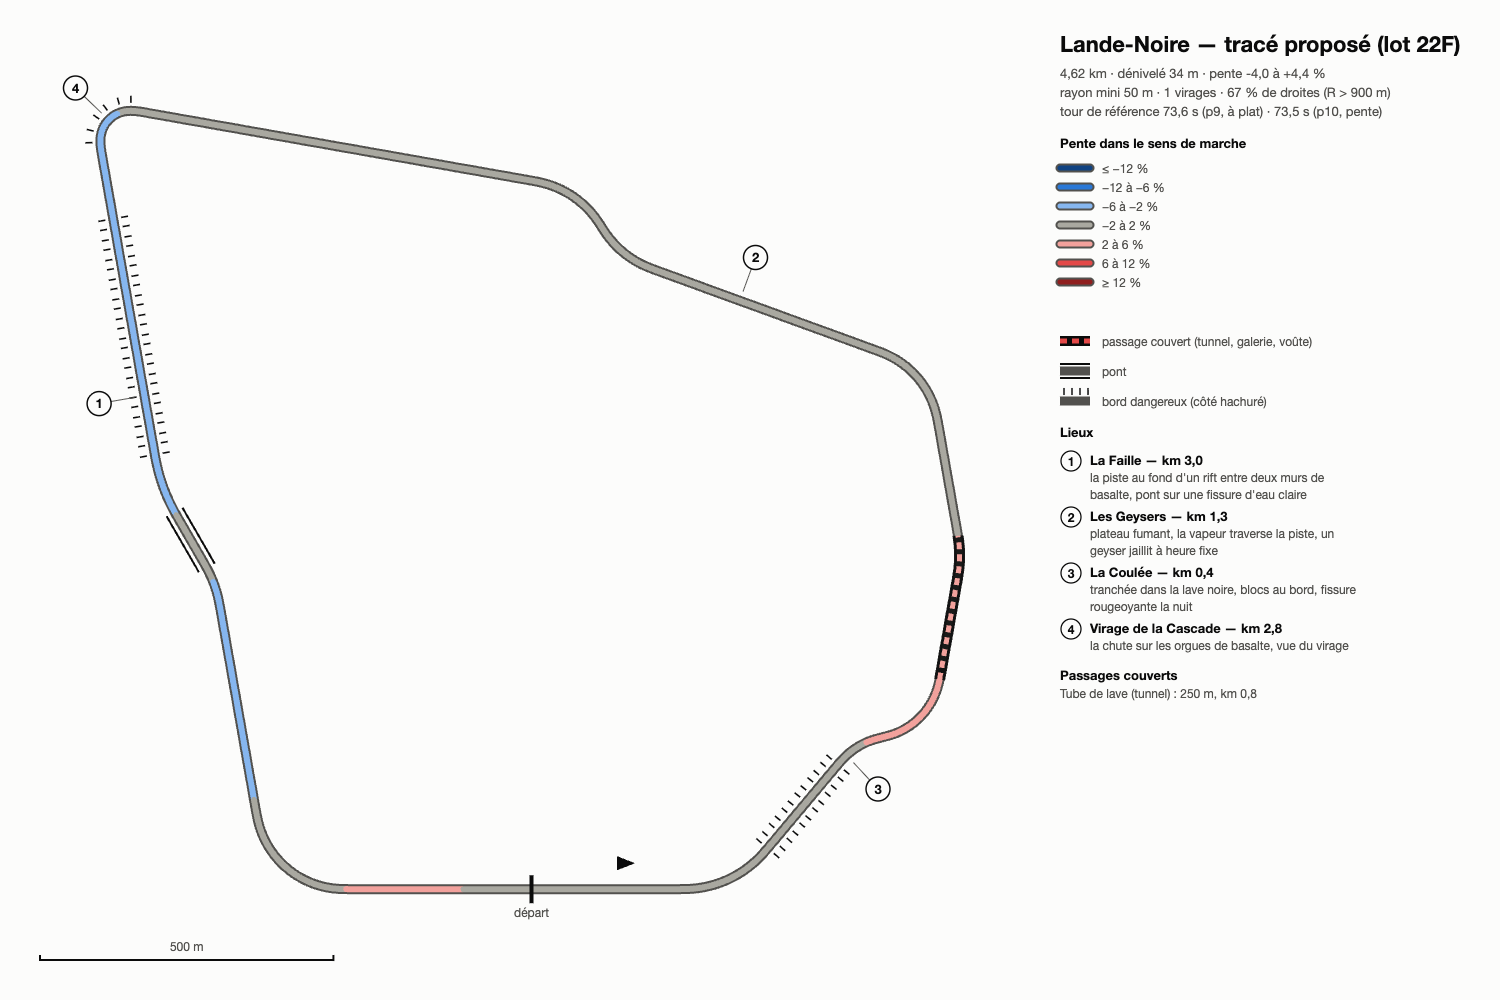 Lande-Noire — tracé proposé (lot 22F)
4,62 km · dénivelé 34 m · pente -4,0 à +4,4 %
rayon mini 50 m · 1 virages · 67 % de droites (R > 900 m)
tour de référence 73,6 s (p9, à plat) · 73,5 s (p10, pente)
Pente dans le sens de marche
≤ −12 %
−12 à −6 %
−6 à −2 %
−2 à 2 %
2 à 6 %
6 à 12 %
≥ 12 %
passage couvert (tunnel, galerie, voûte)
pont
bord dangereux (côté hachuré)
Lieux
1 La Faille — km 3,0
la piste au fond d'un rift entre deux murs de
basalte, pont sur une fissure d'eau claire
2 Les Geysers — km 1,3
plateau fumant, la vapeur traverse la piste, un
geyser jaillit à heure fixe
3 La Coulée — km 0,4
tranchée dans la lave noire, blocs au bord, fissure
rougeoyante la nuit
4 Virage de la Cascade — km 2,8
la chute sur les orgues de basalte, vue du virage
Passages couverts
Tube de lave (tunnel) : 250 m, km 0,8
4
2
1
3
départ
500 m